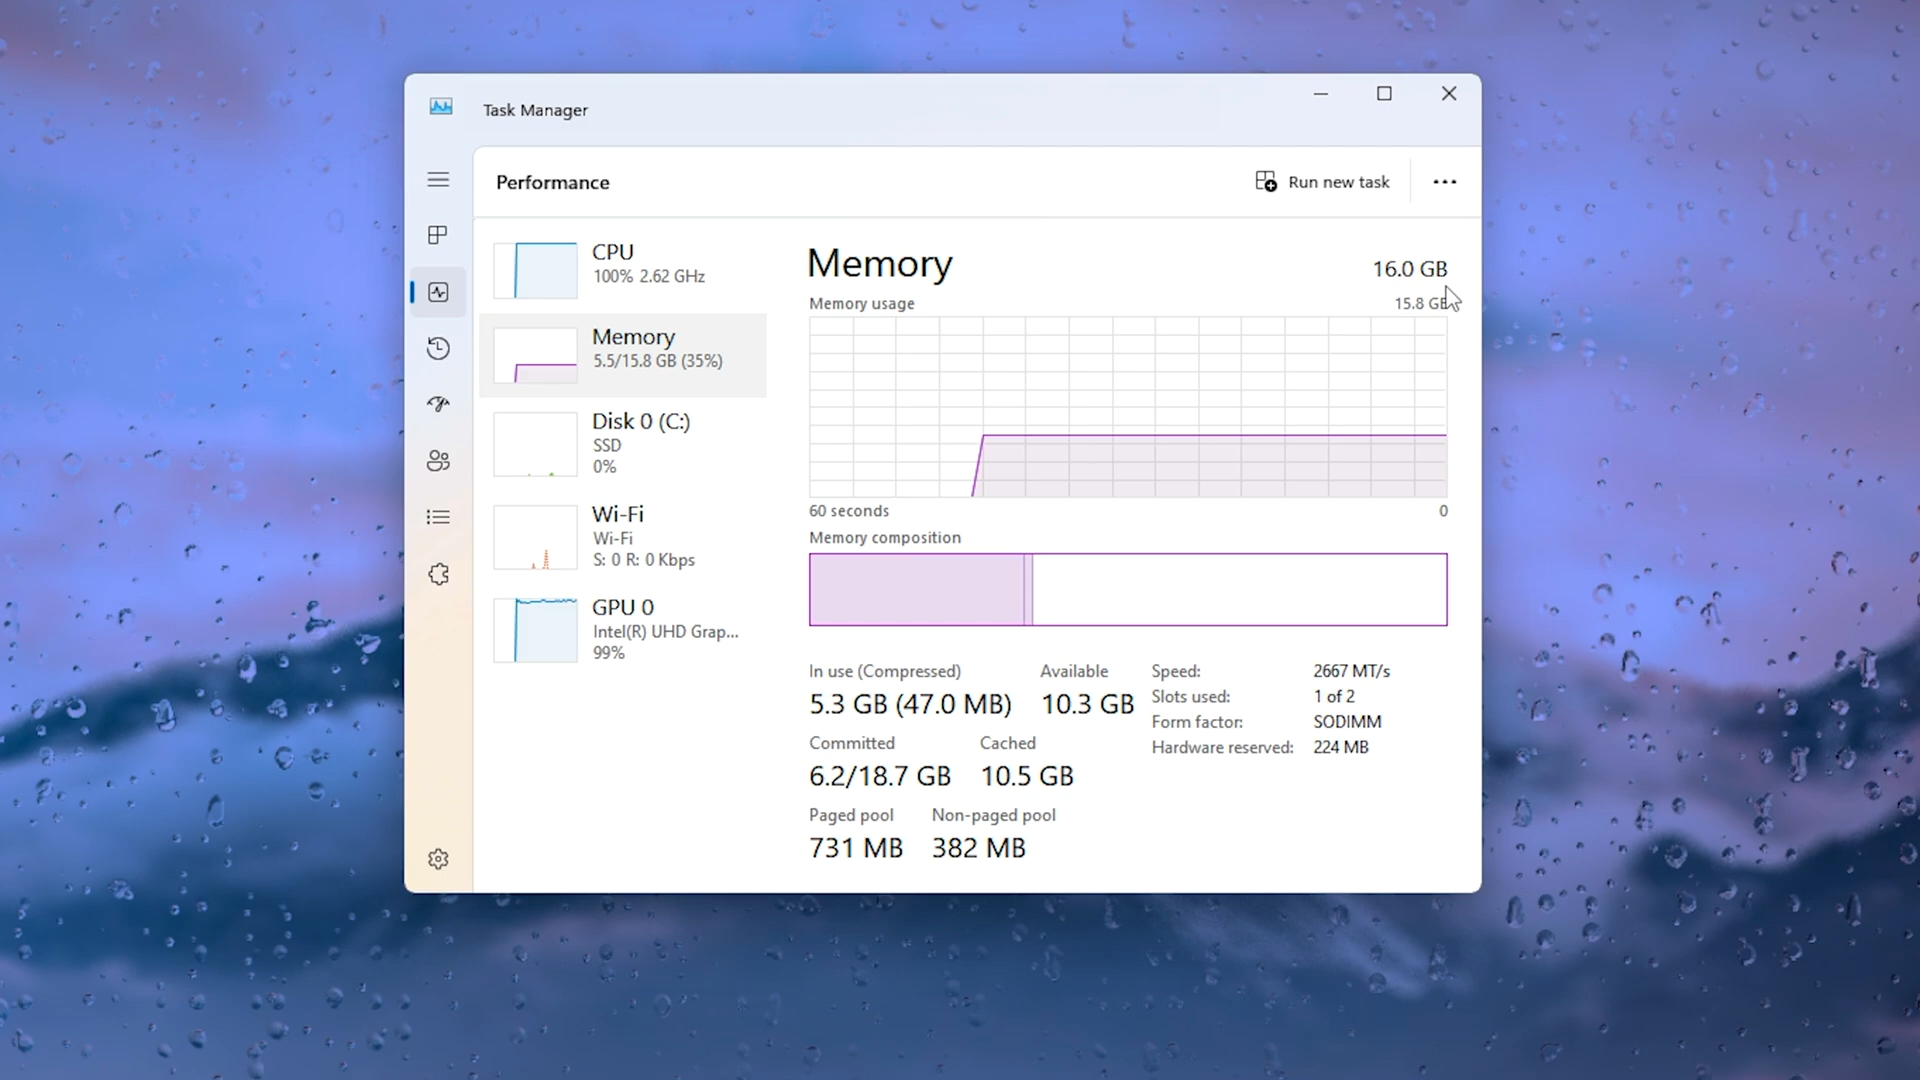 Task Manager
Performance
Run new task
CPU
100% 2.62 GHz
Memory
5.5/15.8 GB (35%)
Disk 0 (C:)
SSD
0%
Wi-Fi
Wi-Fi
S: 0 R: 0 Kbps
GPU 0
Intel(R) UHD Grap...
99%
Memory
16.0 GB
Memory usage
15.8 GB
60 seconds
0
Memory composition
In use (Compressed)
5.3 GB (47.0 MB)
Available
10.3 GB
Committed
6.2/18.7 GB
Cached
10.5 GB
Paged pool
731 MB
Non-paged pool
382 MB
Speed: 2667 MT/s
Slots used: 1 of 2
Form factor: SODIMM
Hardware reserved: 224 MB